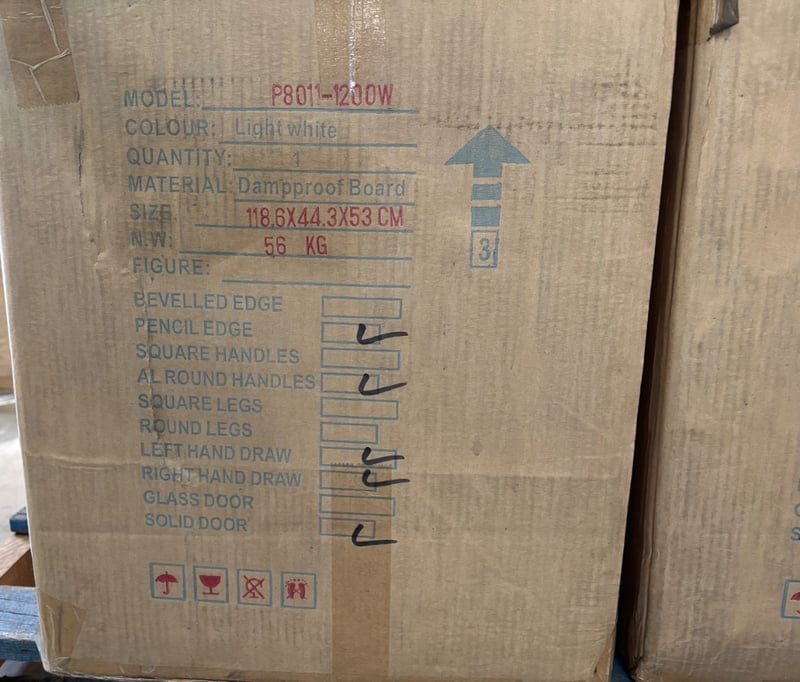 MODEL: P8011-1200W
COLOUR: Light white
QUANTITY: 1
MATERIAL: Dampproof Board
SIZE 118.6X44.3X53 CM
N.W: 56 KG
FIGURE:
3
BEVELLED EDGE
PENCIL EDGE
SQUARE HANDLES
AL ROUND HANDLES
SQUARE LEGS
ROUND LEGS
LEFT HAND DRAW
RIGHT HAND DRAW
GLASS DOOR
SOLID DOOR